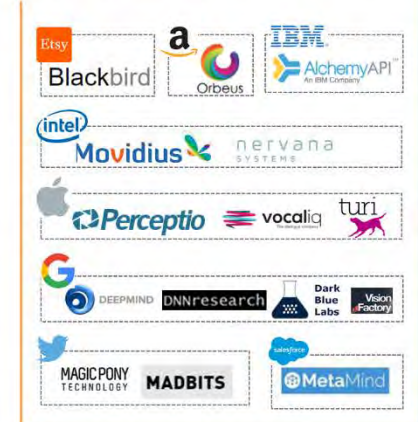 Etsy
Blackbird
a
Orbeus
IBM
AlchemyAPI™
An IBM Company
intel
Movidius
nervana
SYSTEMS
Perceptio
vocaliq
turi
G
DEEPMIND
DNNresearch
Dark
Blue
Labs
Vision
Factory
MAGIC PONY
TECHNOLOGY
MADBITS
salesforce
MetaMind